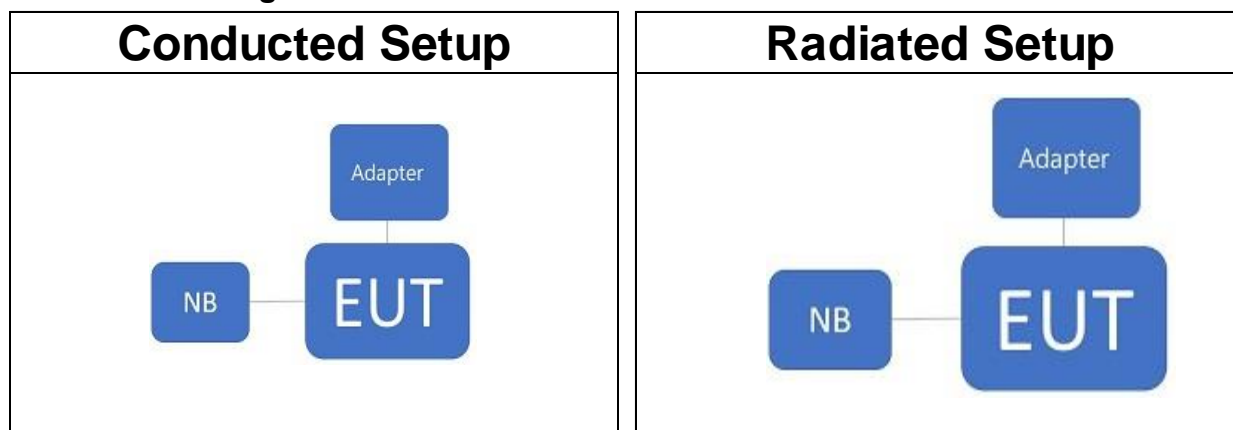 Conducted Setup
Adapter
NB
EUT
Radiated Setup
Adapter
NB
EUT